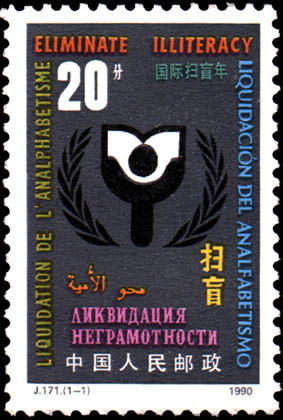 ELIMINATE ILLITERACY
20分
国际扫盲年
LIQUIDATION DE L'ANALPHABETISME
LIQUIDACIÓN DEL ANALFABETISMO
扫盲
محو الأمية
ЛИКВИДАЦИЯ
НЕГРАМОТНОСТИ
中国人民邮政
J.171.(1-1) 1990